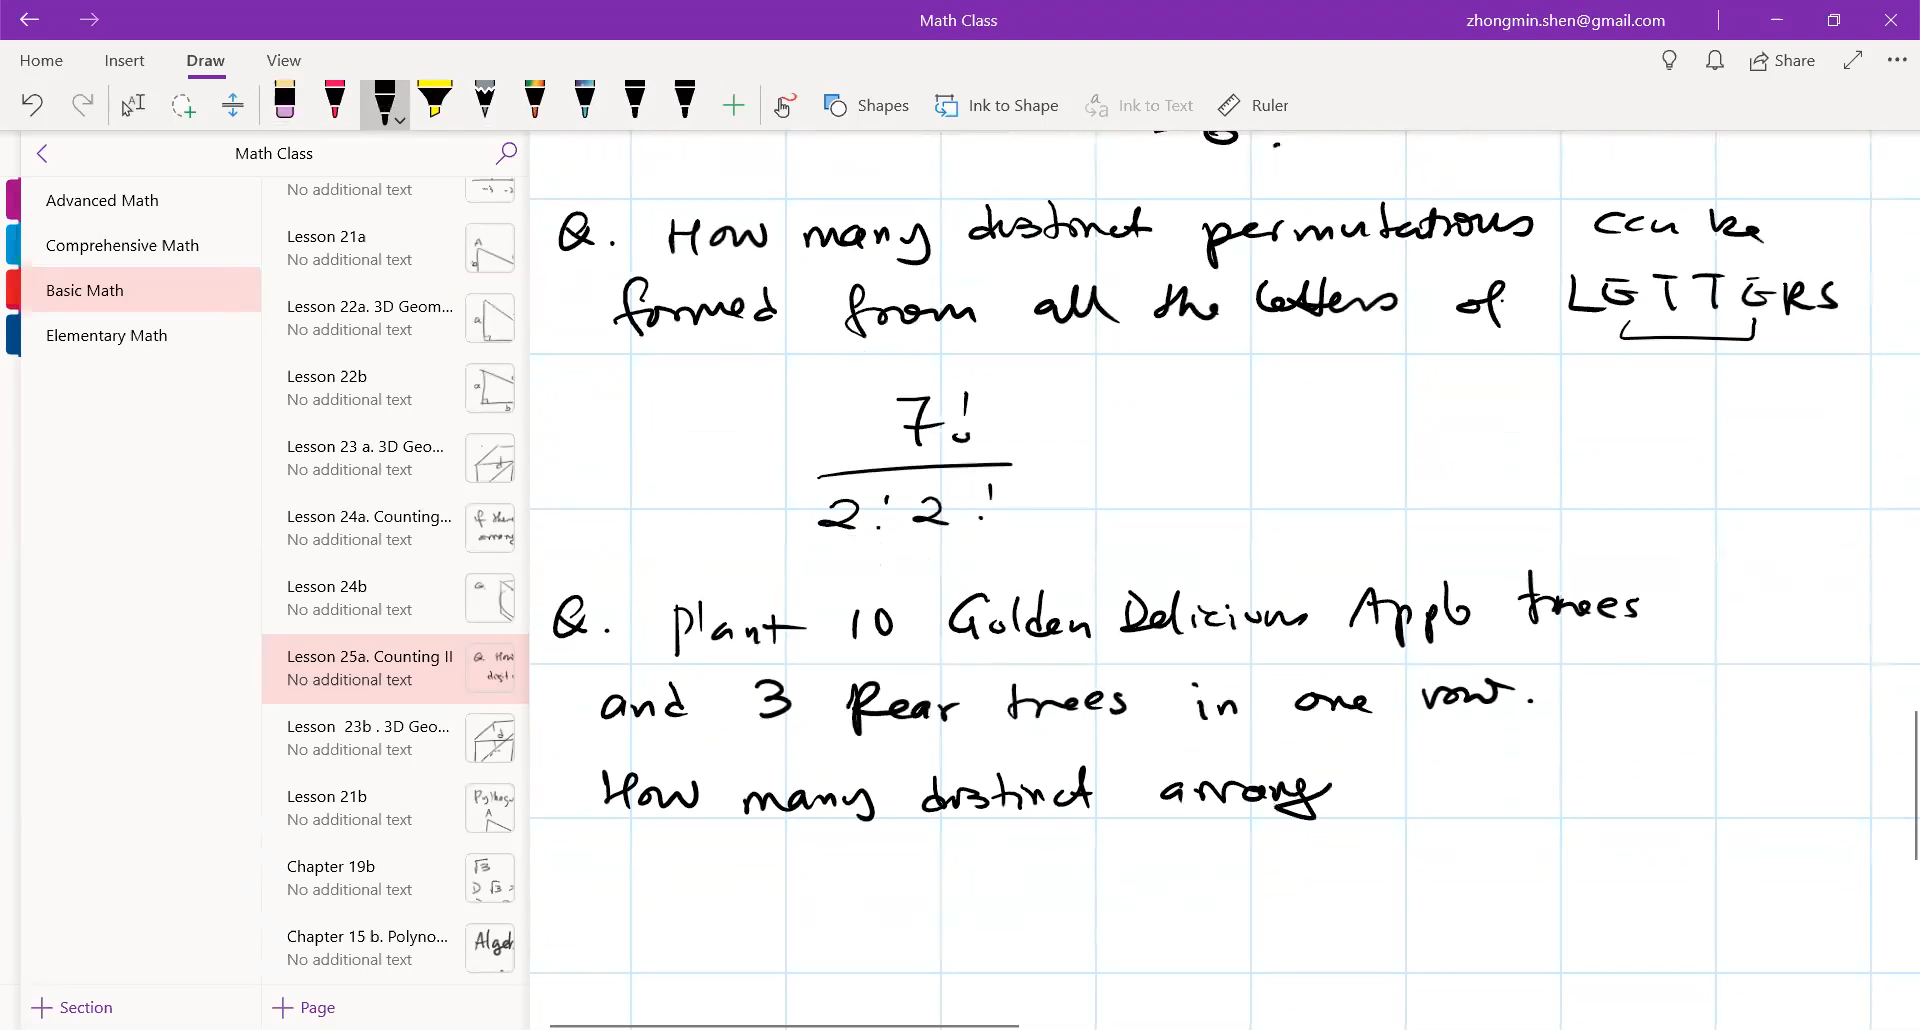 Math Class
zhongmin.shen@gmail.com
Home Insert Draw View
Share
Shapes Ink to Shape Ink to Text Ruler
Math Class
Advanced Math
Comprehensive Math
Basic Math
Elementary Math
No additional text
Lesson 21a
No additional text
Lesson 22a. 3D Geom...
No additional text
Lesson 22b
No additional text
Lesson 23 a. 3D Geo...
No additional text
Lesson 24a. Counting...
No additional text
Lesson 24b
No additional text
Lesson 25a. Counting II
No additional text
Lesson 23b . 3D Geo...
No additional text
Lesson 21b
No additional text
Chapter 19b
No additional text
Chapter 15 b. Polyno...
No additional text
Section
Page
Q. How many distinct permutations can be
formed from all the letters of LETTERS
7!
2! 2!
Q. Plant 10 Golden Delicious Apple trees
and 3 Pear trees in one row.
How many distinct arrang